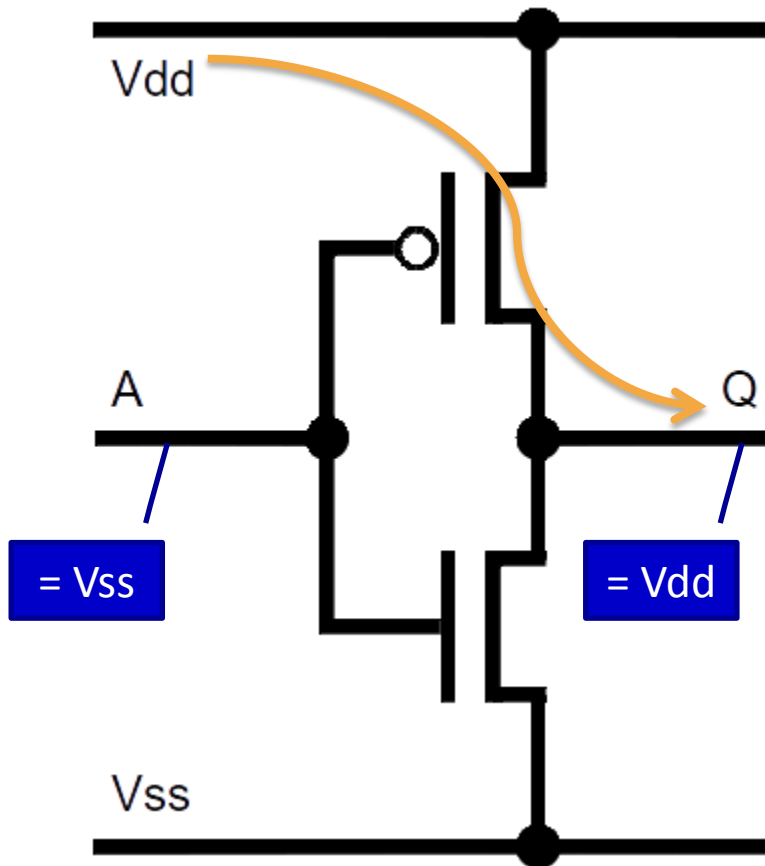 Vdd
A
Q
= Vss
= Vdd
Vss